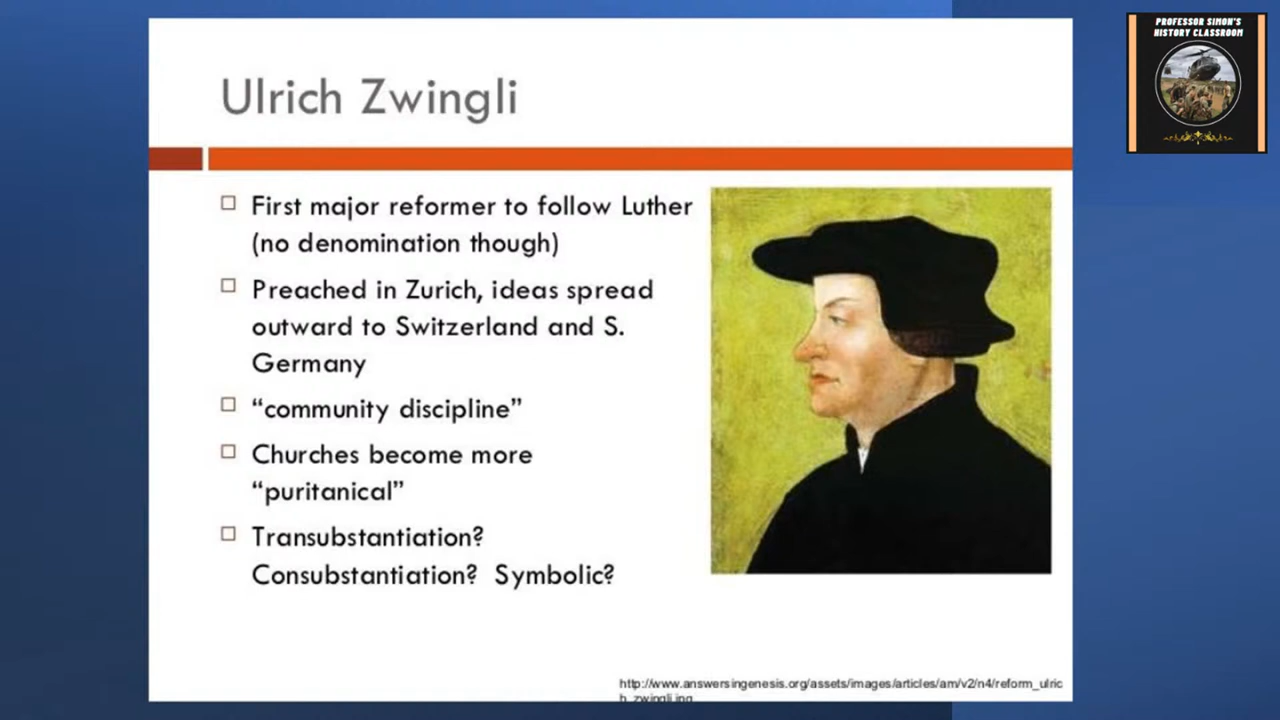 PROFESSOR SIMON'S
HISTORY CLASSROOM
Ulrich Zwingli
First major reformer to follow Luther
(no denomination though)
Preached in Zurich, ideas spread
outward to Switzerland and S.
Germany
“community discipline”
Churches become more
“puritanical”
Transubstantiation?
Consubstantiation? Symbolic?
http://www.answersingenesis.org/assets/images/articles/am/v2/n4/reform_ulric
h_zwingli.jpg